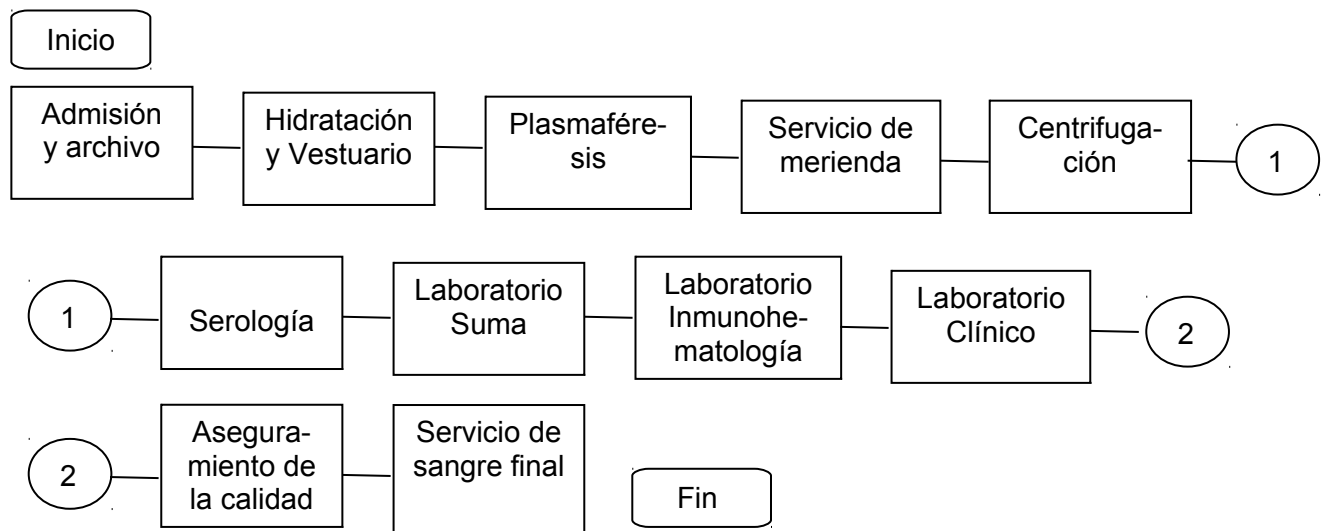 Inicio
Admisión
y archivo
Hidratación
y Vestuario
Plasmafére-
sis
Servicio de
merienda
Centrifuga-
ción
1
1
Serología
Laboratorio
Suma
Laboratorio
Inmunohe-
matología
Laboratorio
Clínico
2
2
Asegura-
miento de
la calidad
Servicio de
sangre final
Fin